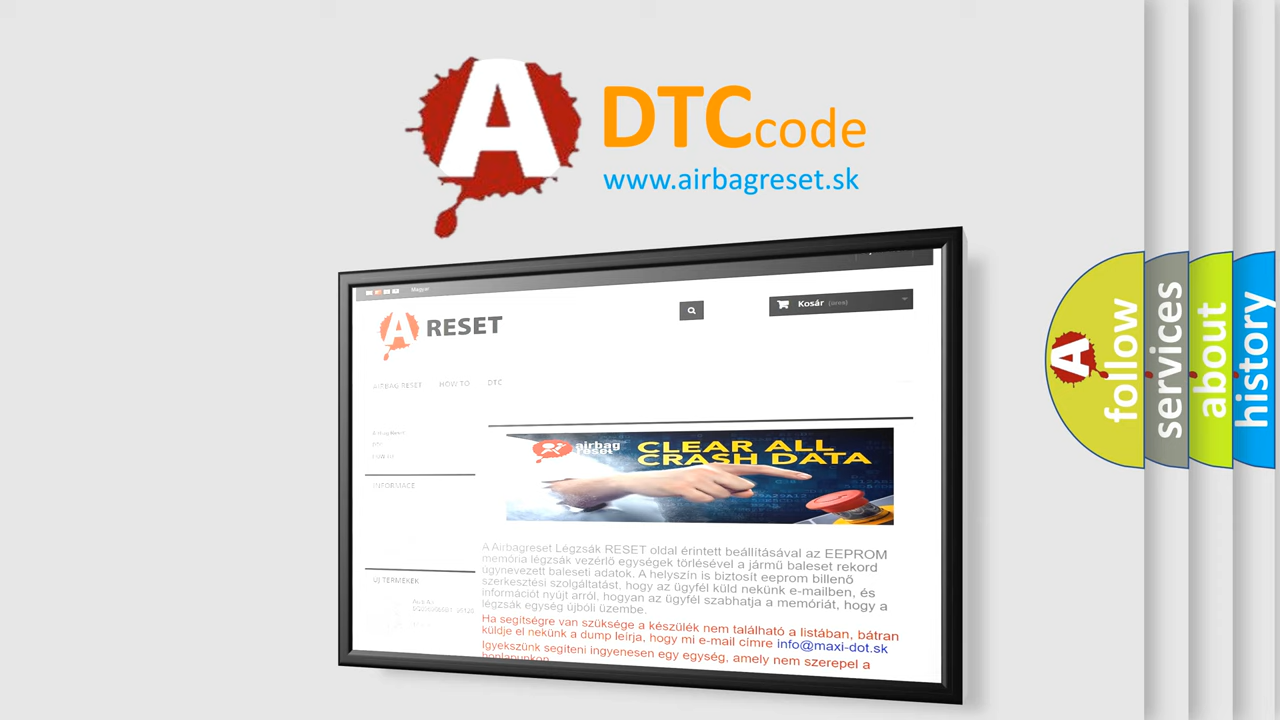 A DTCcode
www.airbagreset.sk
Magyar
A RESET
Kosár (üres)
AIRBAG RESET HOW TO DTC
airbag
reset
CLEAR ALL
CRASH DATA
INFORMACE
A Airbagreset Légzsák RESET oldal érintett beállításával az EEPROM
memória légzsák vezérlő egységek törlésével a jármű baleset rekord
úgynevezett baleseti adatok. A helyszín is biztosít eeprom billenő
szerkesztési szolgáltatást, hogy az ügyfél küld nekünk e-mailben, és
információt nyújt arról, hogyan az ügyfél szabhatja a memóriát, hogy a
légzsák egység újbóli üzembe.
ÚJ TERMÉKEK
Ha segítségre van szüksége a készülék nem található a listában, bátran
küldje el nekünk a dump leírja, hogy mi e-mail címre info@maxi-dot.sk
Igyekszünk segíteni ingyenesen egy egység, amely nem szerepel a
honlapunkon
A follow
services
about
history